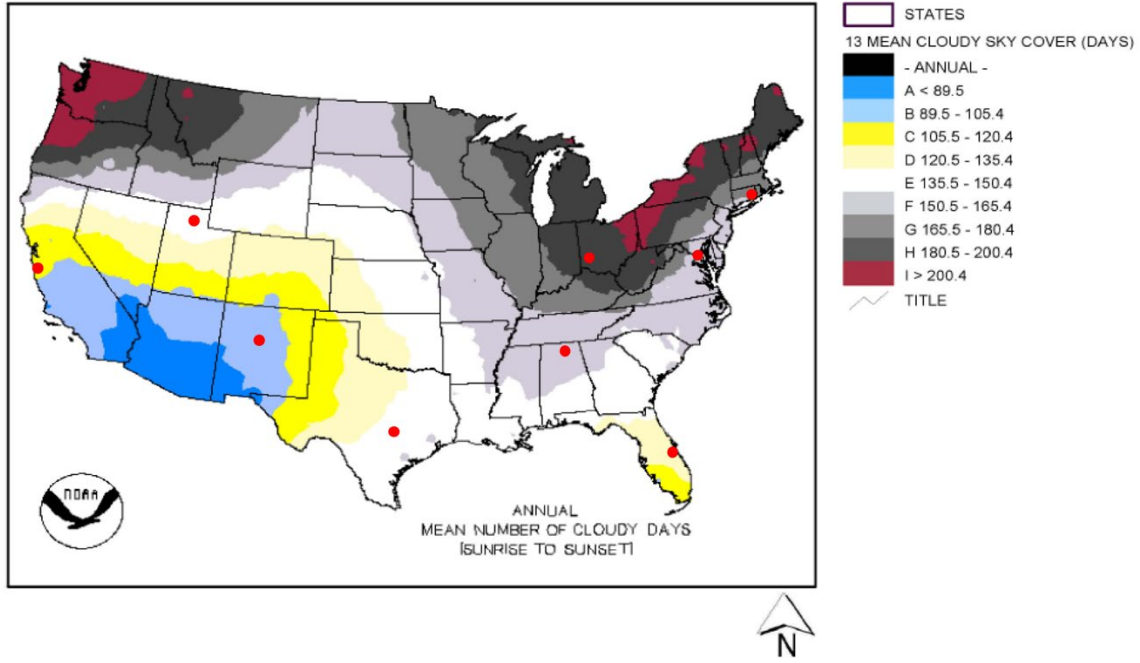 STATES
13 MEAN CLOUDY SKY COVER (DAYS)
- ANNUAL -
A < 89.5
B 89.5 - 105.4
C 105.5 - 120.4
D 120.5 - 135.4
E 135.5 - 150.4
F 150.5 - 165.4
G 165.5 - 180.4
H 180.5 - 200.4
I > 200.4
TITLE
NOAA
ANNUAL
MEAN NUMBER OF CLOUDY DAYS
[SUNRISE TO SUNSET]
N